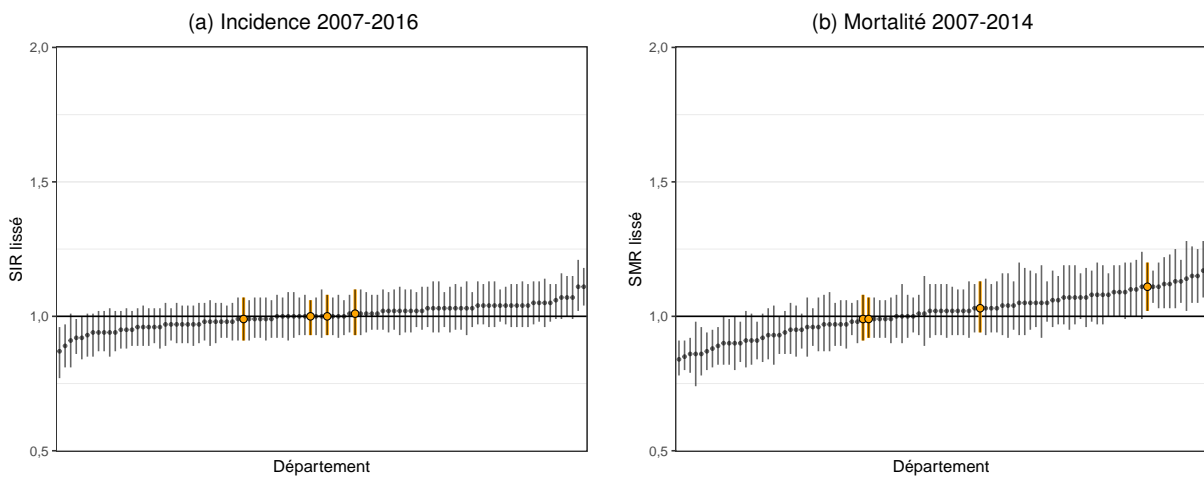 (a) Incidence 2007-2016
2,0
1,5
1,0
0,5
SIR lissé
Département
(b) Mortalité 2007-2014
2,0
1,5
1,0
0,5
SMR lissé
Département